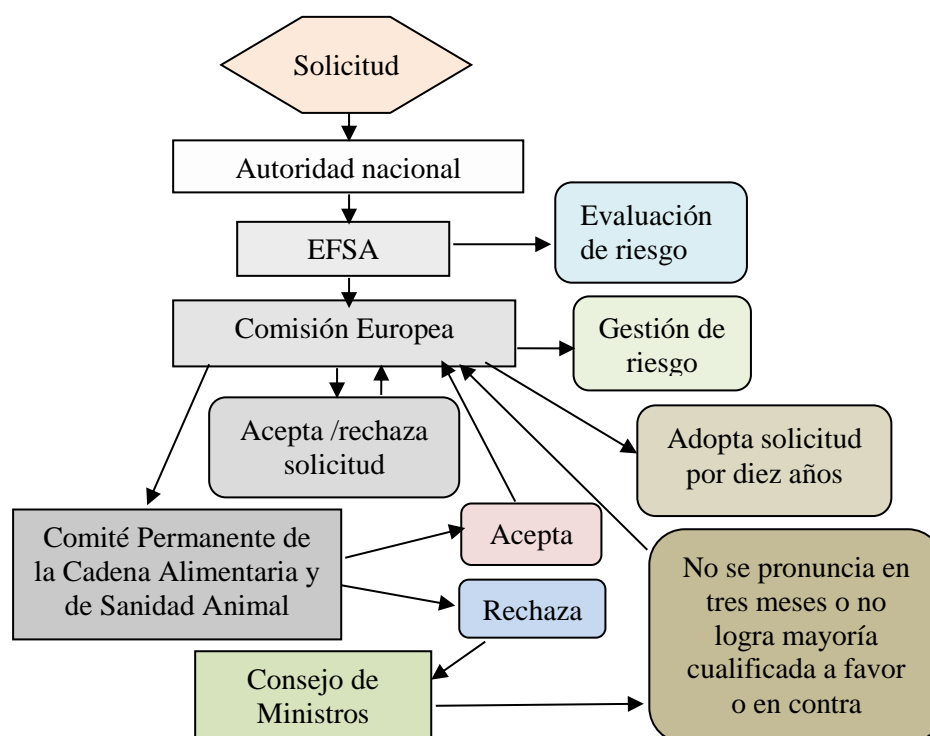 Solicitud
Autoridad nacional
EFSA
Evaluación
de riesgo
Comisión Europea
Gestión de
riesgo
Acepta /rechaza
solicitud
Adopta solicitud
por diez años
Comité Permanente de
la Cadena Alimentaria y
de Sanidad Animal
Acepta
Rechaza
No se pronuncia en
tres meses o no
logra mayoría
cualificada a favor
o en contra
Consejo de
Ministros